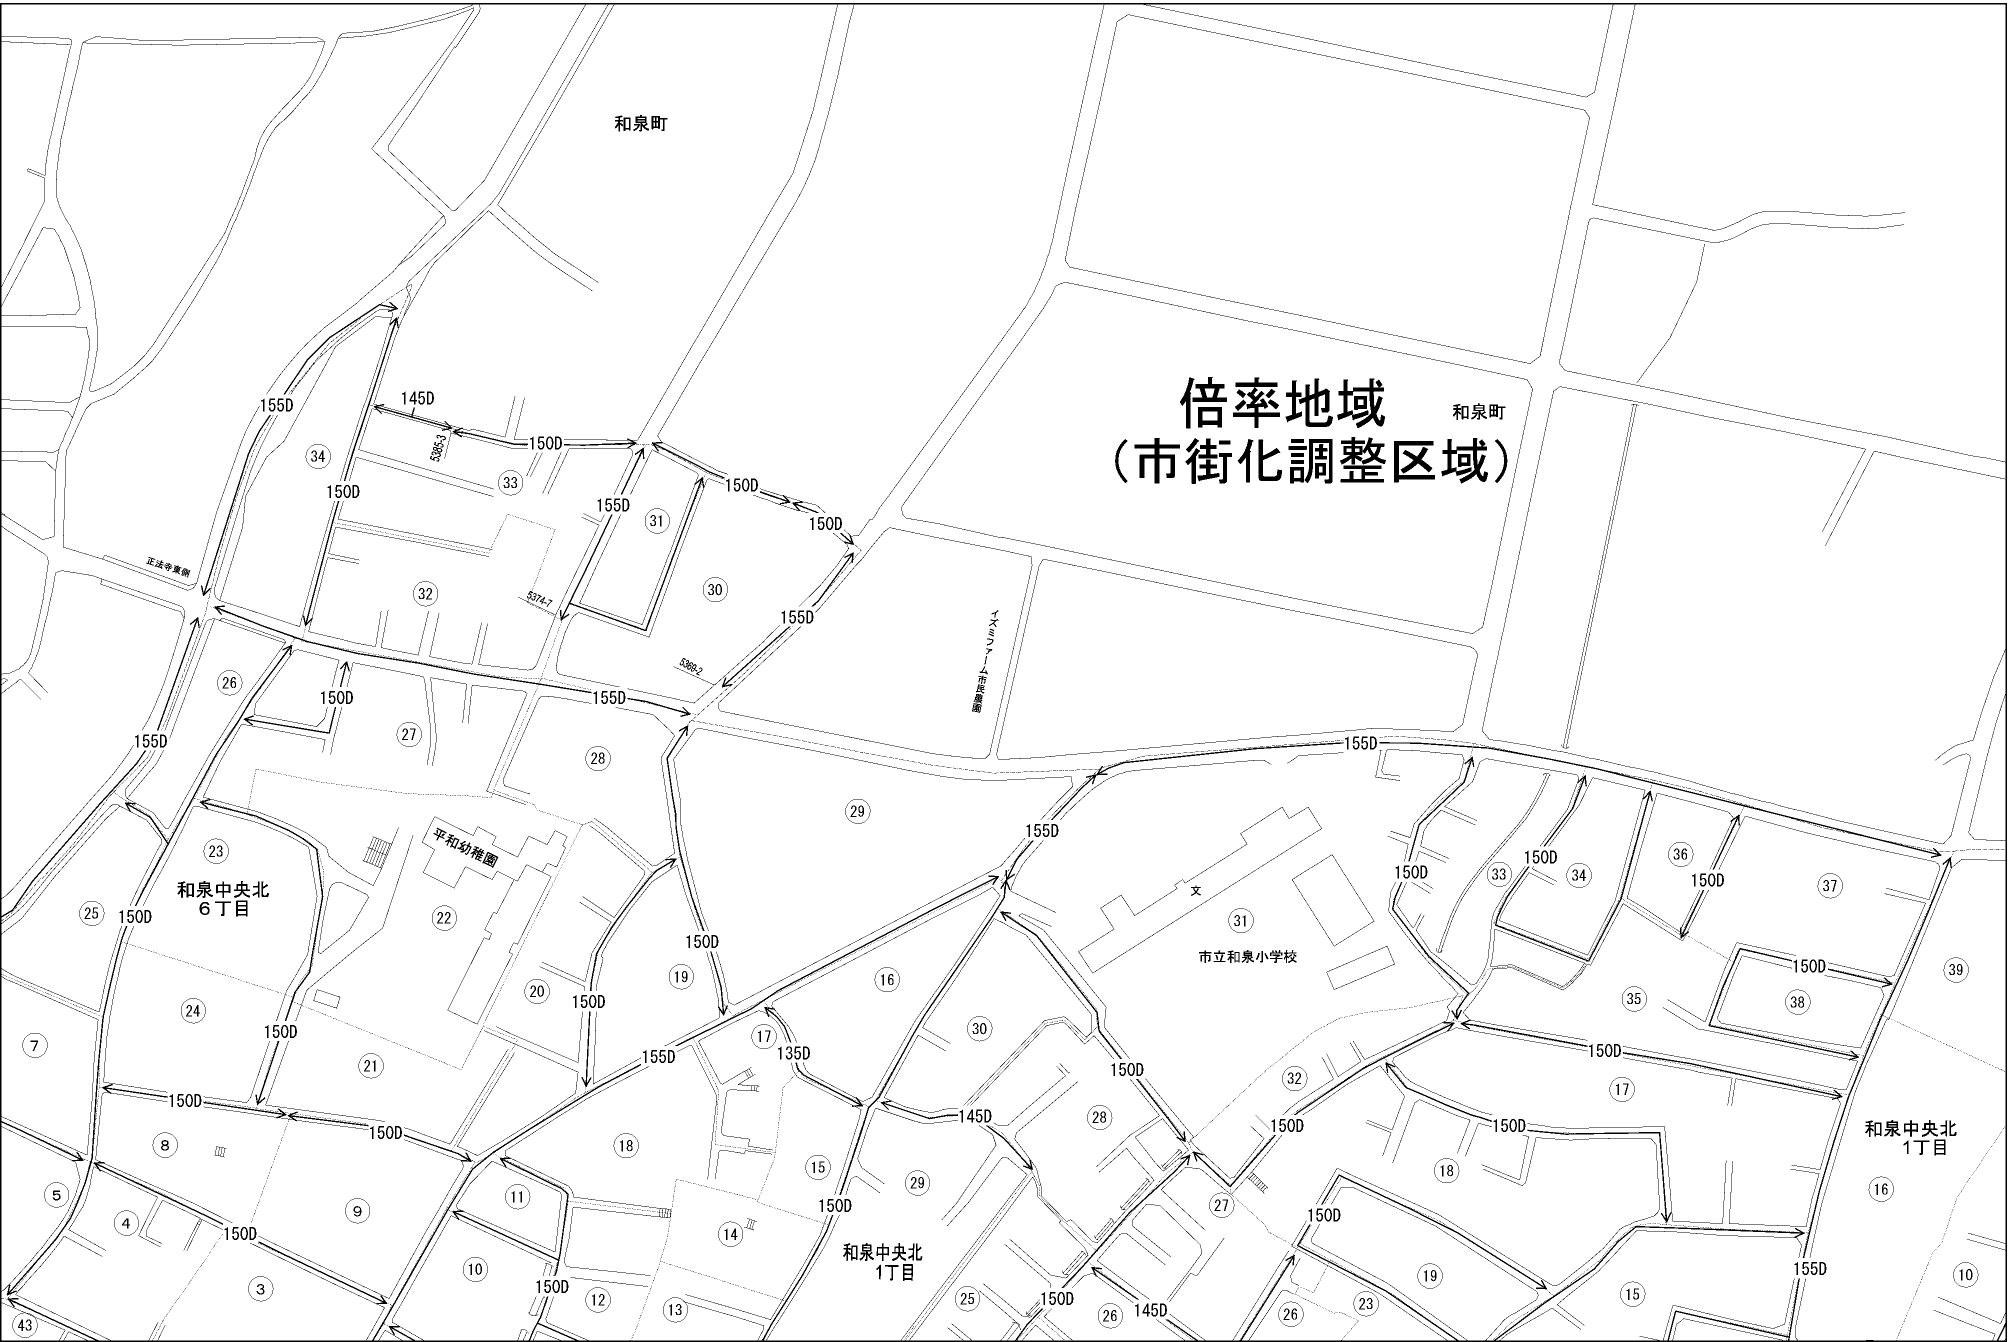 和泉町
倍率地域
(市街化調整区域)
和泉町
155D
145D
5385-3
150D
34
150D
33
155D
31
150D
150D
正法寺東側
32
5374-7
30
155D
イズミファーム市民農園
5369-2
26
150D
155D
27
28
155D
155D
29
155D
23
平和幼稚園
和泉中央北
6丁目
25
150D
22
文
31
市立和泉小学校
150D
33
150D
34
36
150D
37
150D
38
39
35
150D
19
16
20
150D
24
150D
21
7
17
135D
155D
30
150D
32
150D
17
150D
150D
8
18
145D
28
150D
150D
和泉中央北
1丁目
18
16
5
4
9
11
15
29
27
150D
14
150D
150D
和泉中央北
1丁目
10
150D
12
13
3
43
25
150D
26
145D
26
23
19
15
155D
10